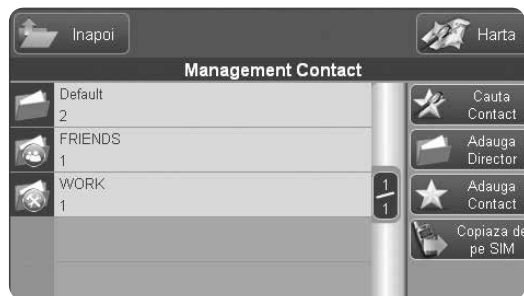 Inapoi
Harta
Management Contact
Default
2
FRIENDS
1
WORK
1
1
1
Cauta
Contact
Adauga
Director
Adauga
Contact
Copiaza de
pe SIM